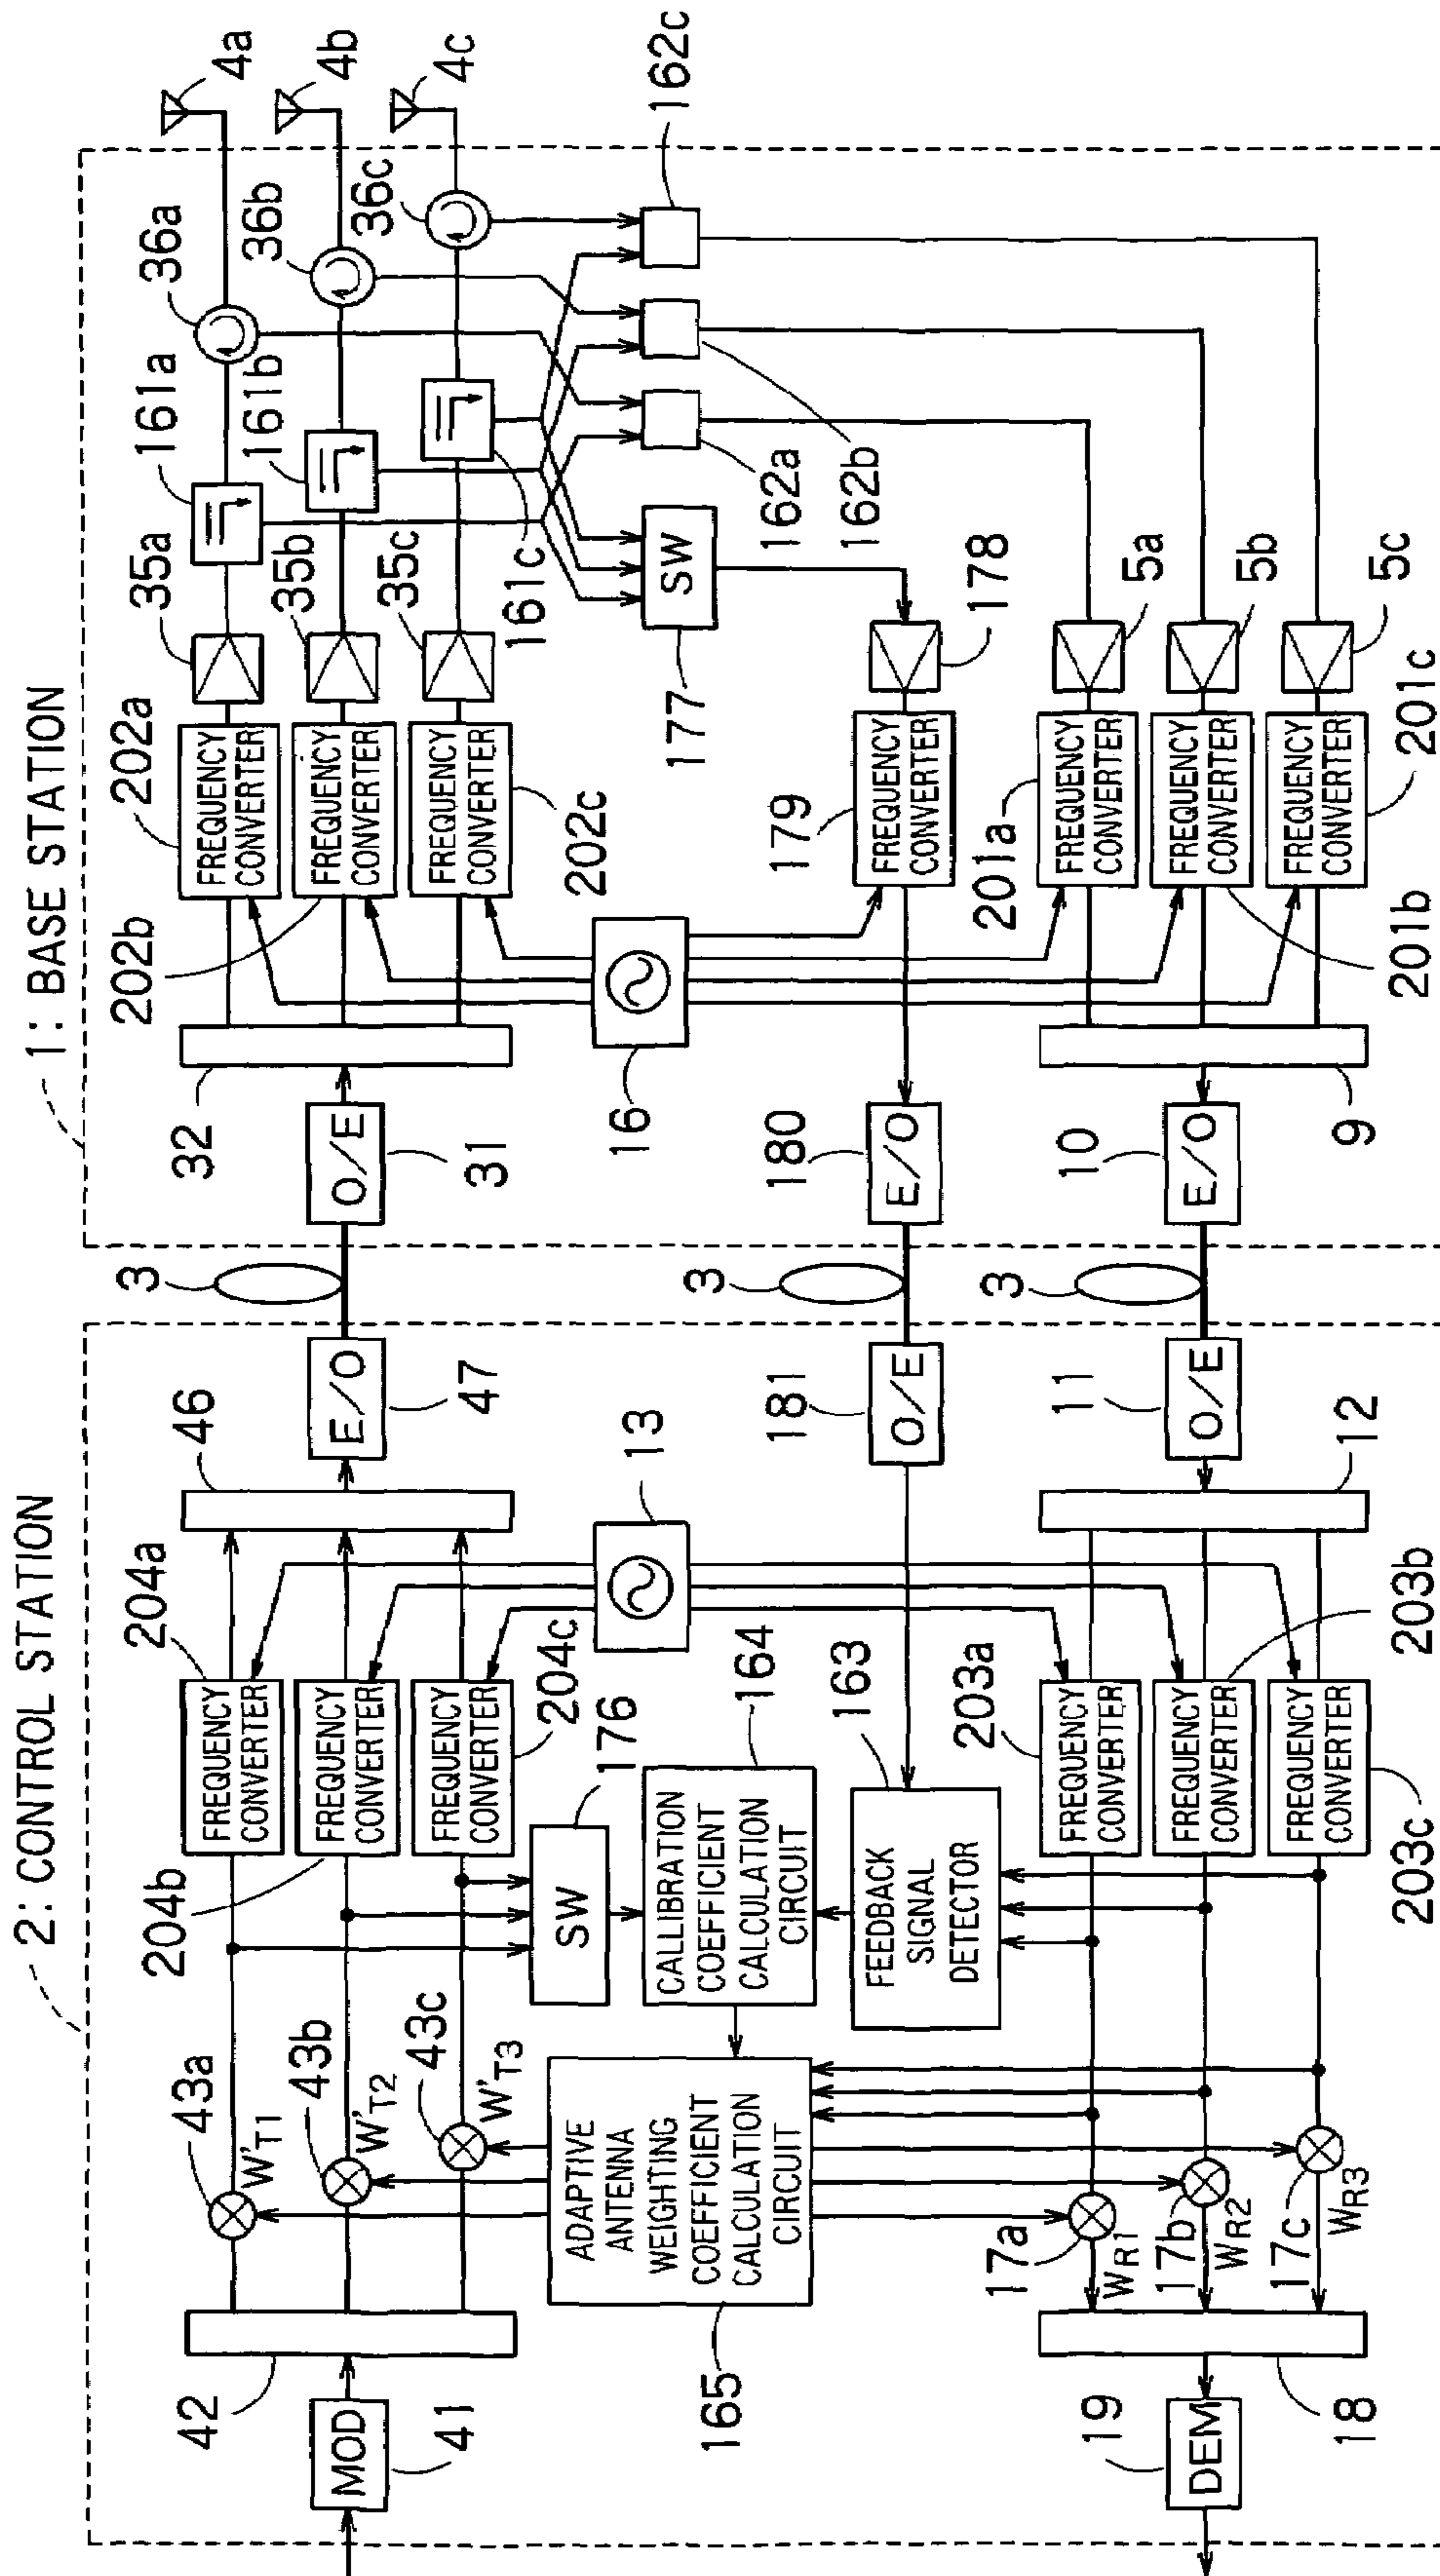 2: CONTROL STATION
1: BASE STATION
MOD
41
42
43a
W'T1
43b
W'T2
43c
W'T3
204a
FREQUENCY CONVERTER
204b
FREQUENCY CONVERTER
204c
FREQUENCY CONVERTER
46
E/O
47
3
O/E
31
32
202a
FREQUENCY CONVERTER
202b
FREQUENCY CONVERTER
202c
FREQUENCY CONVERTER
35a
35b
35c
161a
161b
161c
36a
36b
36c
4a
4b
4c
176
SW
13
16
SW
177
162a
162b
162c
165
ADAPTIVE
ANTENNA
WEIGHTING
COEFFICIENT
CALCULATION
CIRCUIT
164
CALLIBRATION
COEFFICIENT
CALCULATION
CIRCUIT
163
FEEDBACK
SIGNAL
DETECTOR
181
O/E
3
180
E/O
179
FREQUENCY CONVERTER
178
19
DEM
18
17a
WR1
17b
WR2
17c
WR3
203a
FREQUENCY CONVERTER
203b
FREQUENCY CONVERTER
203c
FREQUENCY CONVERTER
12
11
O/E
3
10
E/O
9
201a
FREQUENCY CONVERTER
201b
FREQUENCY CONVERTER
201c
FREQUENCY CONVERTER
5a
5b
5c